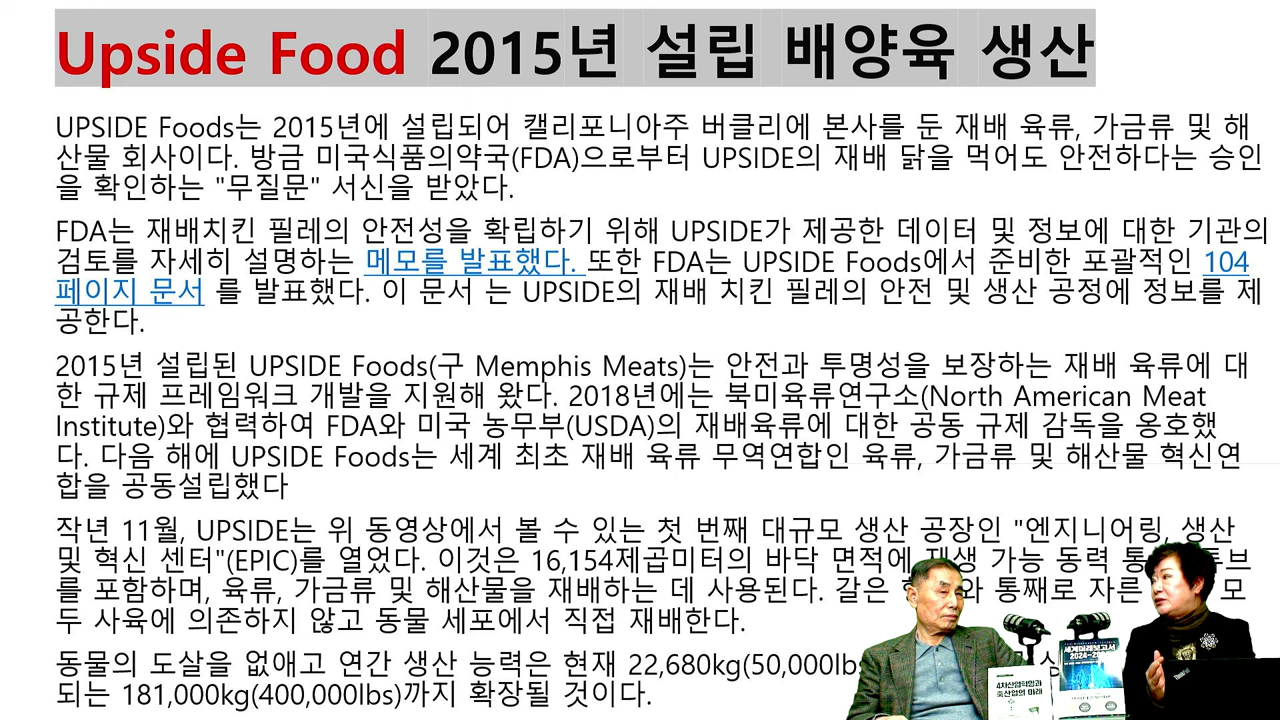 Upside Food 2015년 설립 배양육 생산
UPSIDE Foods는 2015년에 설립되어 캘리포니아주 버클리에 본사를 둔 재배 육류, 가금류 및 해
산물 회사이다. 방금 미국식품의약국(FDA)으로부터 UPSIDE의 재배 닭을 먹어도 안전하다는 승인
을 확인하는 "무질문" 서신을 받았다.
FDA는 재배치킨 필레의 안전성을 확립하기 위해 UPSIDE가 제공한 데이터 및 정보에 대한 기관의
검토를 자세히 설명하는 메모를 발표했다. 또한 FDA는 UPSIDE Foods에서 준비한 포괄적인 104
페이지 문서 를 발표했다. 이 문서 는 UPSIDE의 재배 치킨 필레의 안전 및 생산 공정에 정보를 제
공한다.
2015년 설립된 UPSIDE Foods(구 Memphis Meats)는 안전과 투명성을 보장하는 재배 육류에 대
한 규제 프레임워크 개발을 지원해 왔다. 2018년에는 북미육류연구소(North American Meat
Institute)와 협력하여 FDA와 미국 농무부(USDA)의 재배육류에 대한 공동 규제 감독을 옹호했
다. 다음 해에 UPSIDE Foods는 세계 최초 재배 육류 무역연합인 육류, 가금류 및 해산물 혁신연
합을 공동설립했다
작년 11월, UPSIDE는 위 동영상에서 볼 수 있는 첫 번째 대규모 생산 공장인 "엔지니어링, 생산
및 혁신 센터"(EPIC)를 열었다. 이것은 16,154제곱미터의 바닥 면적에 재생 가능 동력
를 포함하며, 육류, 가금류 및 해산물을 재배하는 데 사용된다. 갈은 통째로 자른 모
두 사육에 의존하지 않고 동물 세포에서 직접 재배한다.
동물의 도살을 없애고 연간 생산 능력은 현재 22,680kg(50,000lbs
되는 181,000kg(400,000lbs)까지 확장될 것이다.
4차산업혁명과
축산업의 미래
세계미래보고서